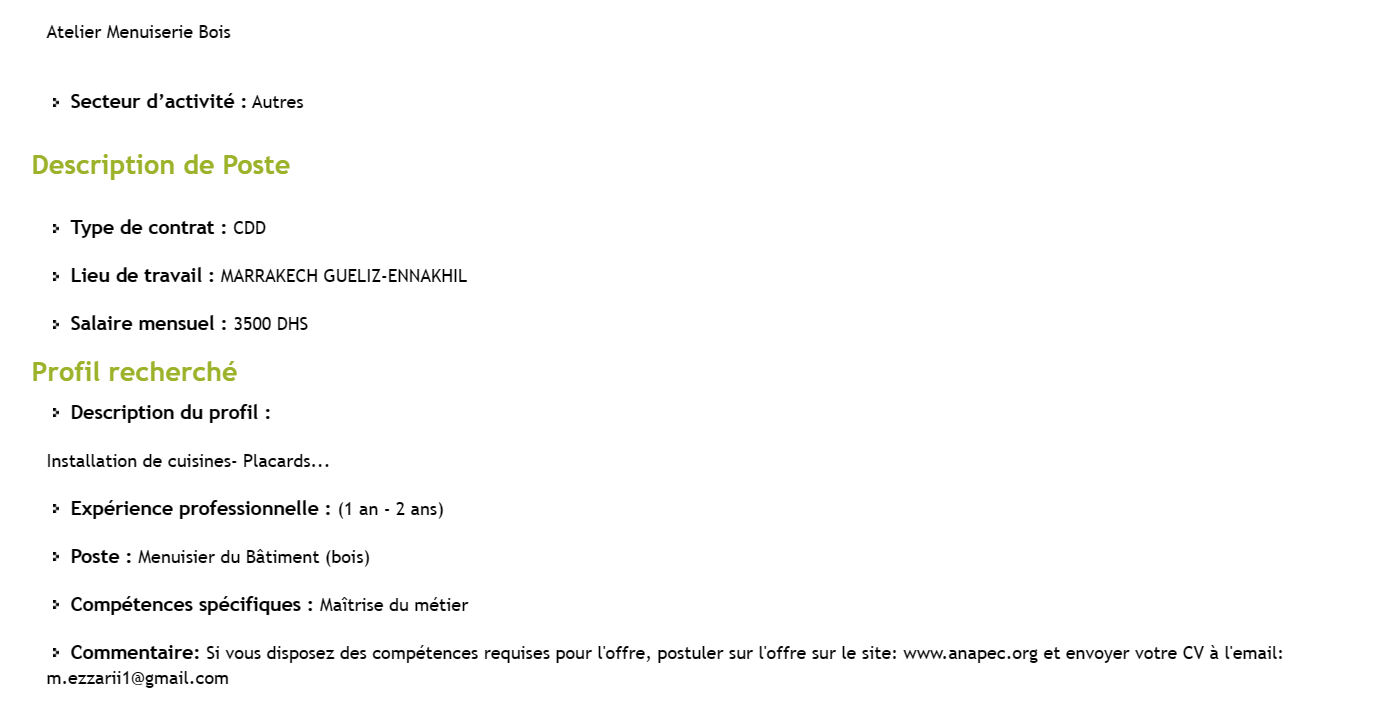 Atelier Menuiserie Bois
Secteur d’activité : Autres
Description de Poste
Type de contrat : CDD
Lieu de travail : MARRAKECH GUELIZ-ENNAKHIL
Salaire mensuel : 3500 DHS
Profil recherché
Description du profil :
Installation de cuisines- Placards...
Expérience professionnelle : (1 an - 2 ans)
Poste : Menuisier du Bâtiment (bois)
Compétences spécifiques : Maîtrise du métier
Commentaire: Si vous disposez des compétences requises pour l'offre, postuler sur l'offre sur le site: www.anapec.org et envoyer votre CV à l'email:
m.ezzarii1@gmail.com